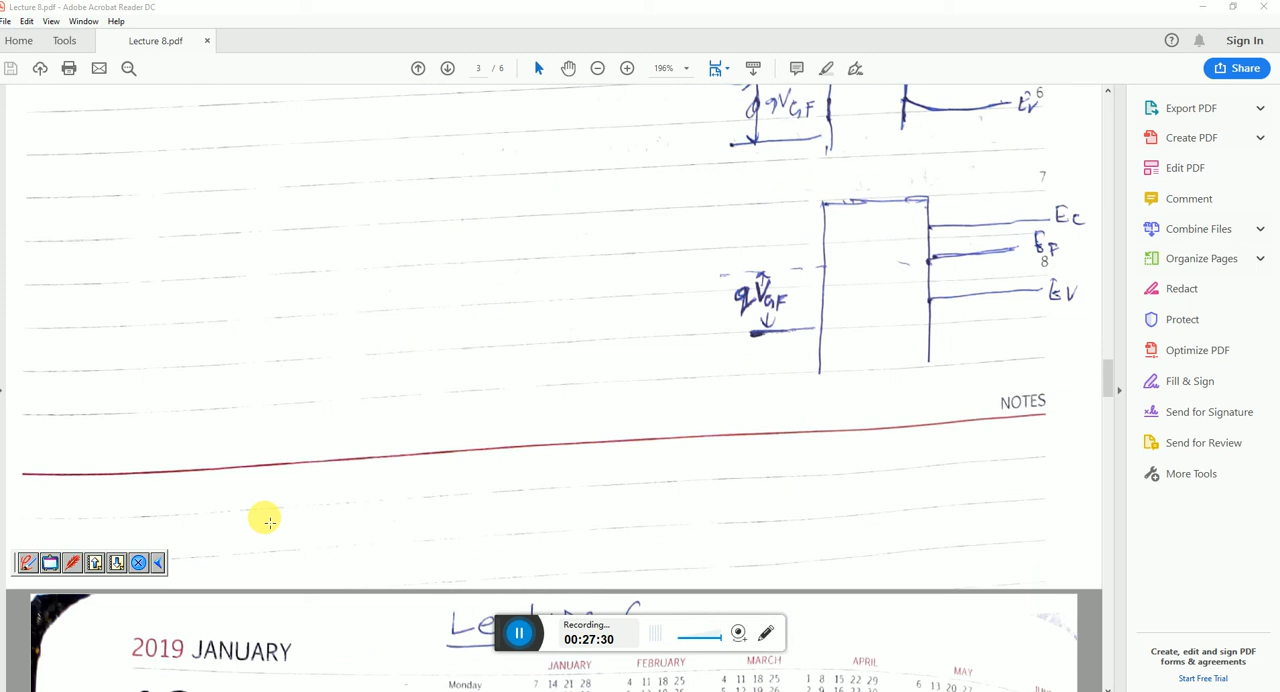 Lecture 8.pdf - Adobe Acrobat Reader DC
File Edit View Window Help
Home Tools Lecture 8.pdf × Sign In
3 / 6 196% Share
qVGF Ev 6
7
Ec
EF
8
qVGF Ev
NOTES
Export PDF
Create PDF
Edit PDF
Comment
Combine Files
Organize Pages
Redact
Protect
Optimize PDF
Fill & Sign
Send for Signature
Send for Review
More Tools
Create, edit and sign PDF
forms & agreements
Start Free Trial
Recording...
00:27:30
2019 JANUARY
JANUARY FEBRUARY MARCH APRIL MAY
Monday 7 14 21 28 4 11 18 25 4 11 18 25 1 8 15 22 29 6 13 20 27